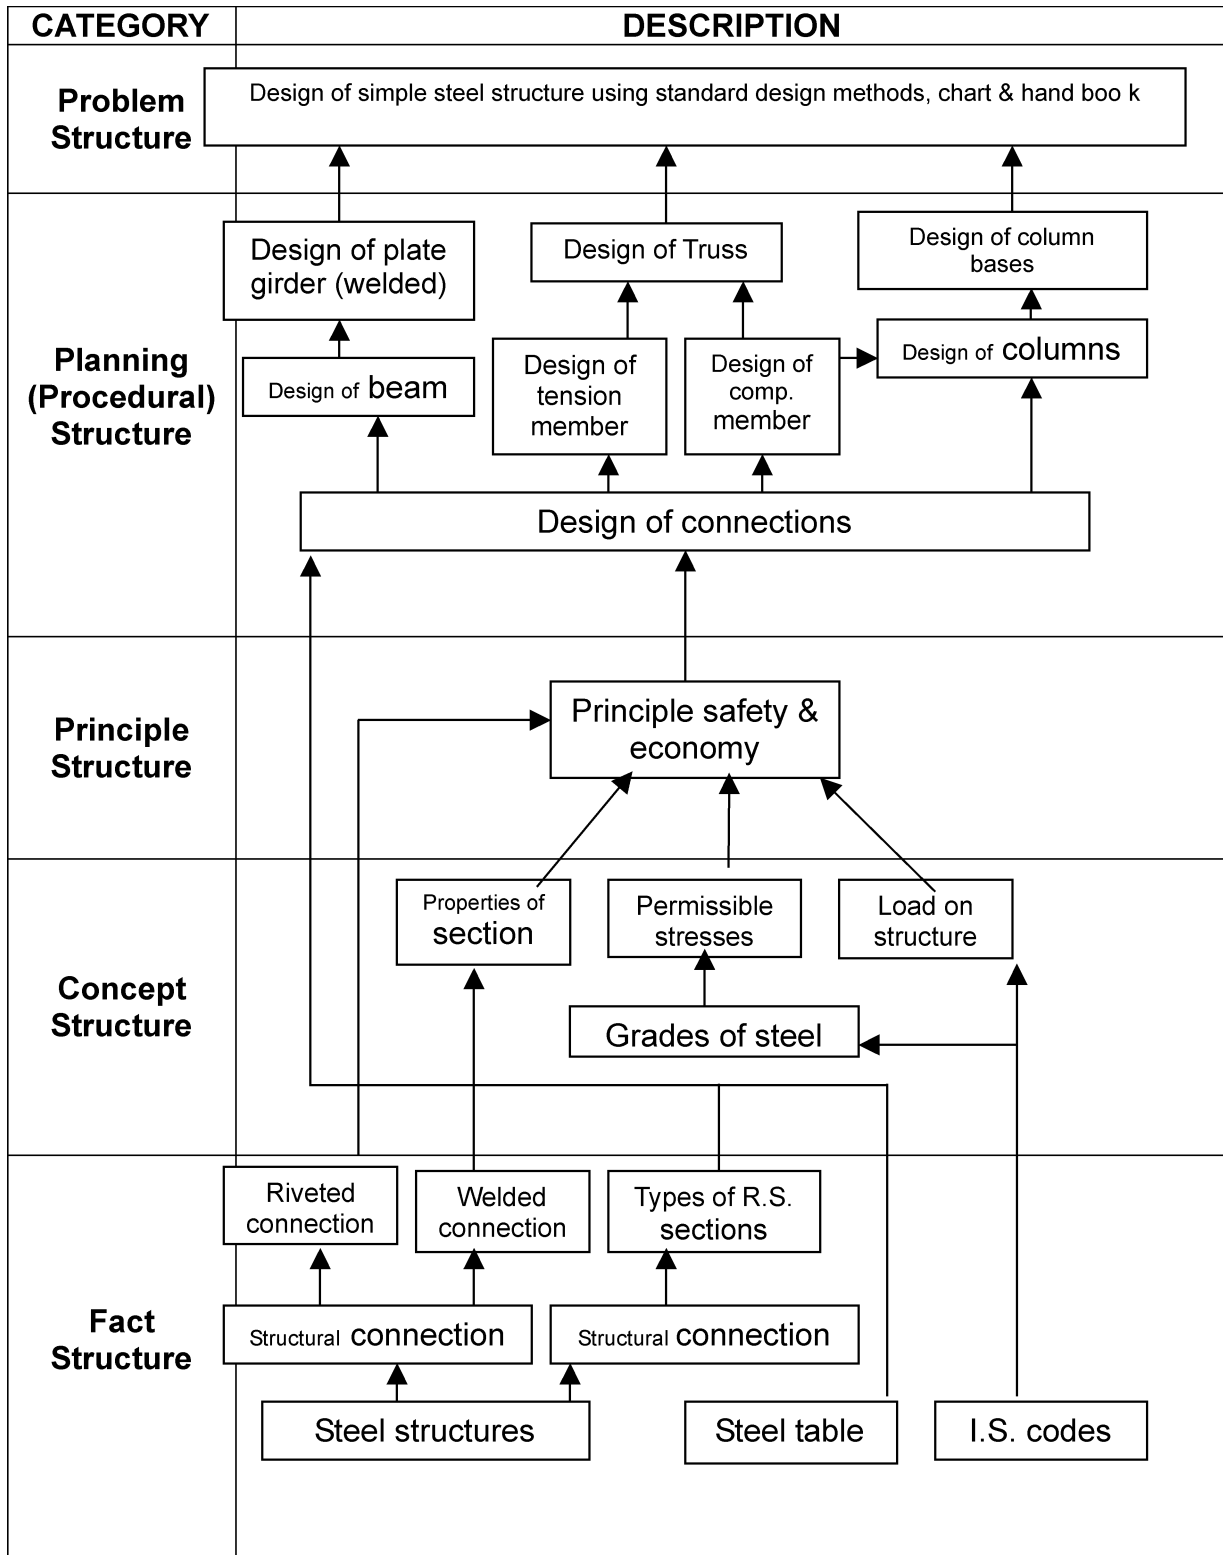 CATEGORY
DESCRIPTION
Problem
Structure
Design of simple steel structure using standard design methods, chart & hand boo k
Planning
(Procedural)
Structure
Design of plate
girder (welded)
Design of Truss
Design of column
bases
Design of beam
Design of
tension
member
Design of
comp.
member
Design of columns
Design of connections
Principle
Structure
Principle safety &
economy
Concept
Structure
Properties of
section
Permissible
stresses
Load on
structure
Grades of steel
Fact
Structure
Riveted
connection
Welded
connection
Types of R.S.
sections
Structural connection
Structural connection
Steel structures
Steel table
I.S. codes